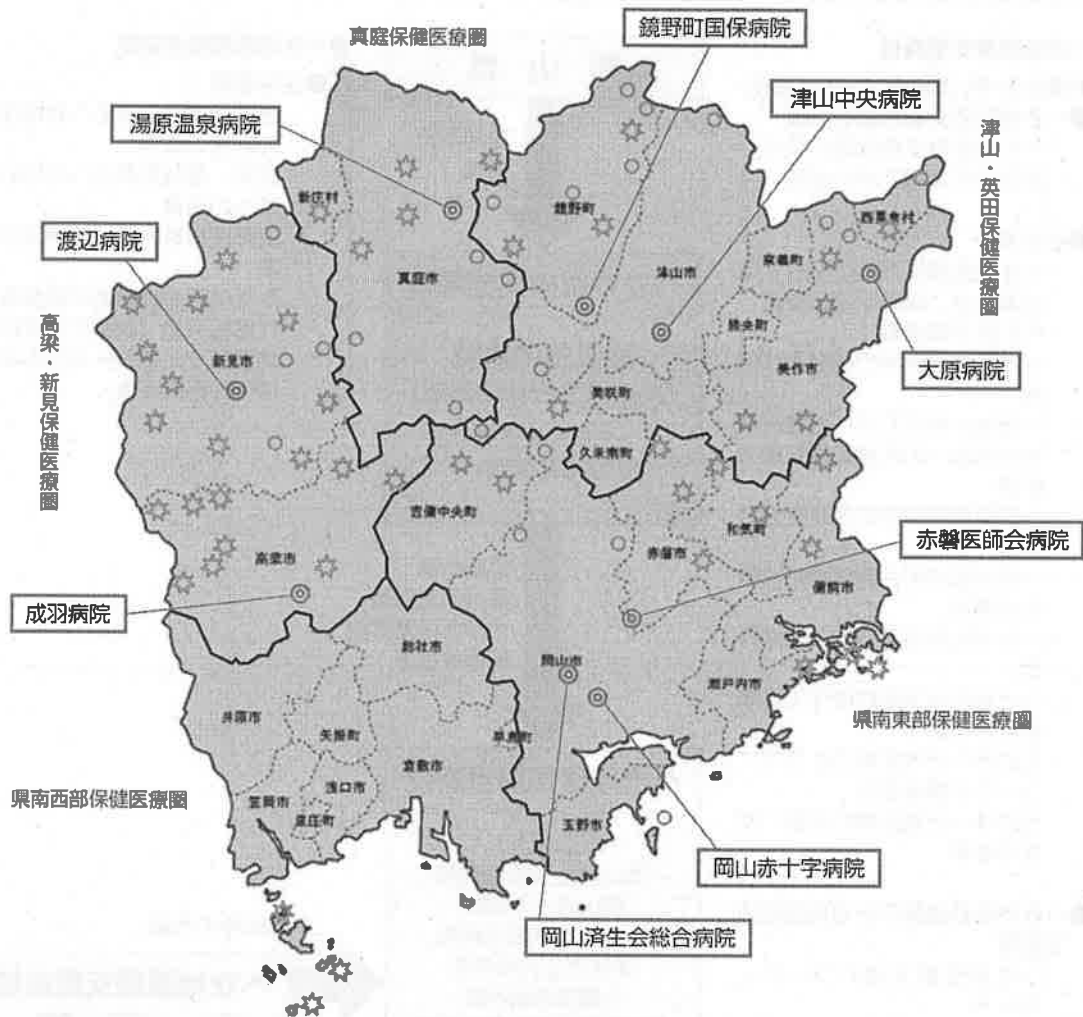 真庭保健医療圏
鏡野町国保病院
津山中央病院
湯原温泉病院
津山・英田保健医療圏
渡辺病院
新庄村
鏡野町
西粟倉村
真庭市
津山市
奈義町
高梁・新見保健医療圏
勝央町
新見市
大原病院
美作市
美咲町
久米南町
吉備中央町
和気町
赤磐市
赤磐医師会病院
高梁市
備前市
成羽病院
総社市
岡山市
瀬戸内市
井原市
県南東部保健医療圏
矢掛町
早島町
倉敷市
浅口市
県南西部保健医療圏
笠岡市
里庄町
玉野市
岡山赤十字病院
岡山済生会総合病院